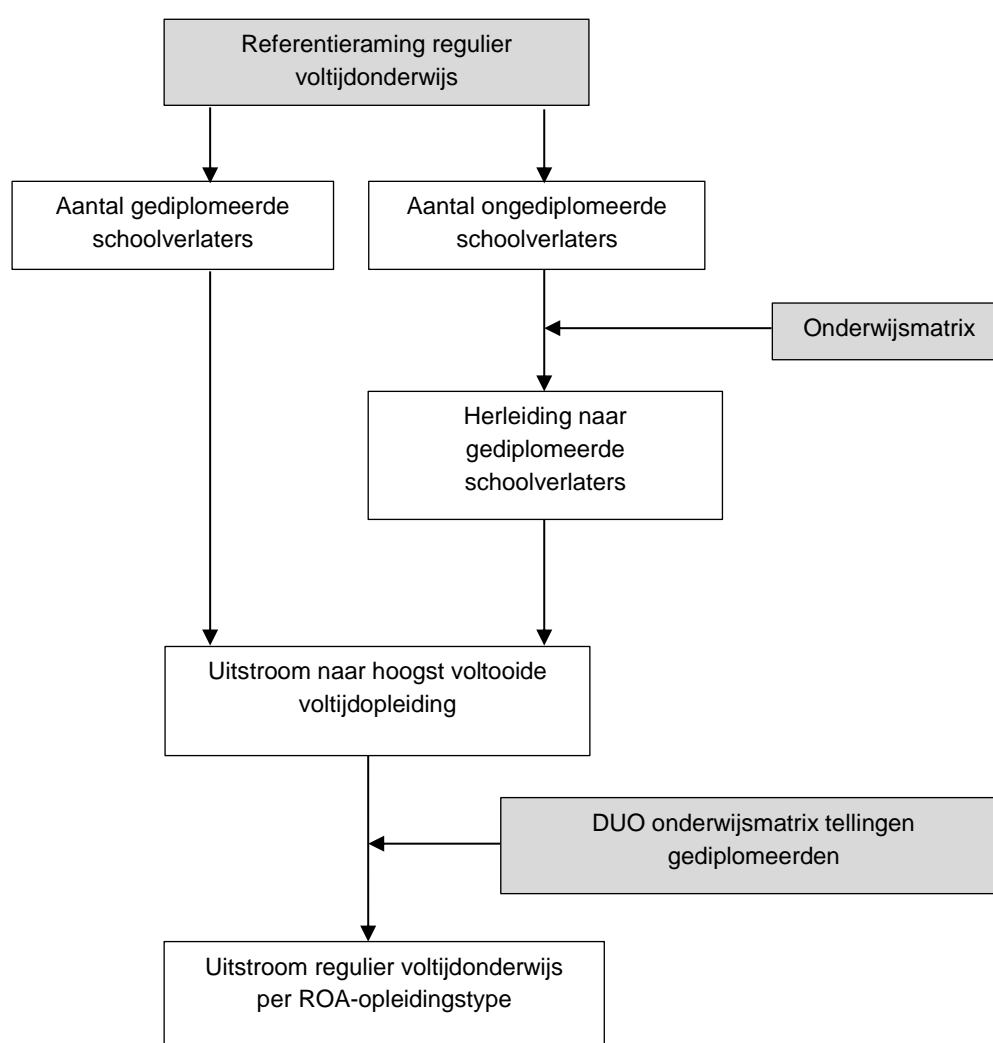 Referentieraming regulier
voltijdonderwijs
Aantal gediplomeerde
schoolverlaters
Aantal ongediplomeerde
schoolverlaters
Onderwijsmatrix
Herleiding naar
gediplomeerde
schoolverlaters
Uitstroom naar hoogst voltooide
voltijdopleiding
DUO onderwijsmatrix tellingen
gediplomeerden
Uitstroom regulier voltijdonderwijs
per ROA-opleidingstype